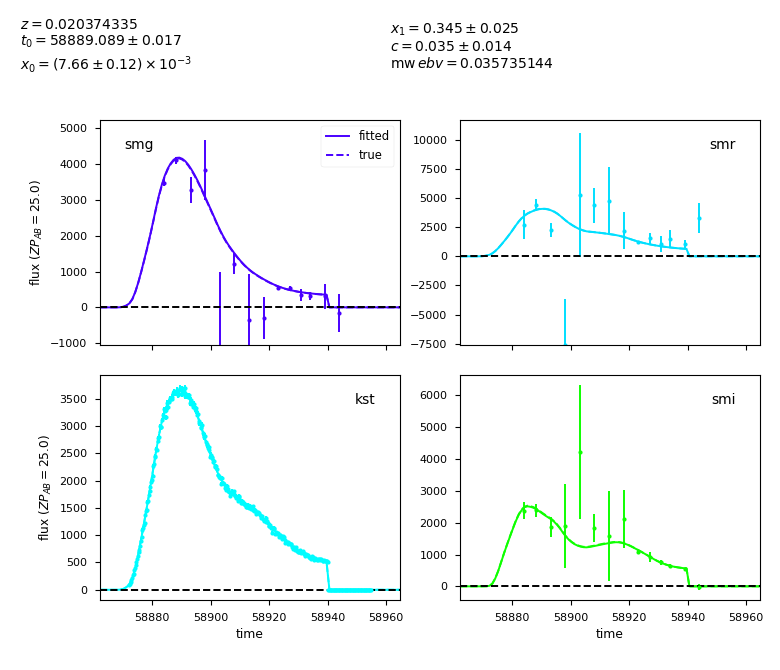 z = 0.020374335
t₀ = 58889.089 ± 0.017
x₀ = (7.66 ± 0.12) × 10⁻³
x₁ = 0.345 ± 0.025
c = 0.035 ± 0.014
mw ebv = 0.035735144
smg
fitted
true
5000
4000
3000
2000
1000
0
−1000
flux (ZP_AB = 25.0)
smr
10000
7500
5000
2500
0
−2500
−5000
−7500
kst
3500
3000
2500
2000
1500
1000
500
0
flux (ZP_AB = 25.0)
58880 58900 58920 58940 58960
time
smi
6000
5000
4000
3000
2000
1000
0
58880 58900 58920 58940 58960
time